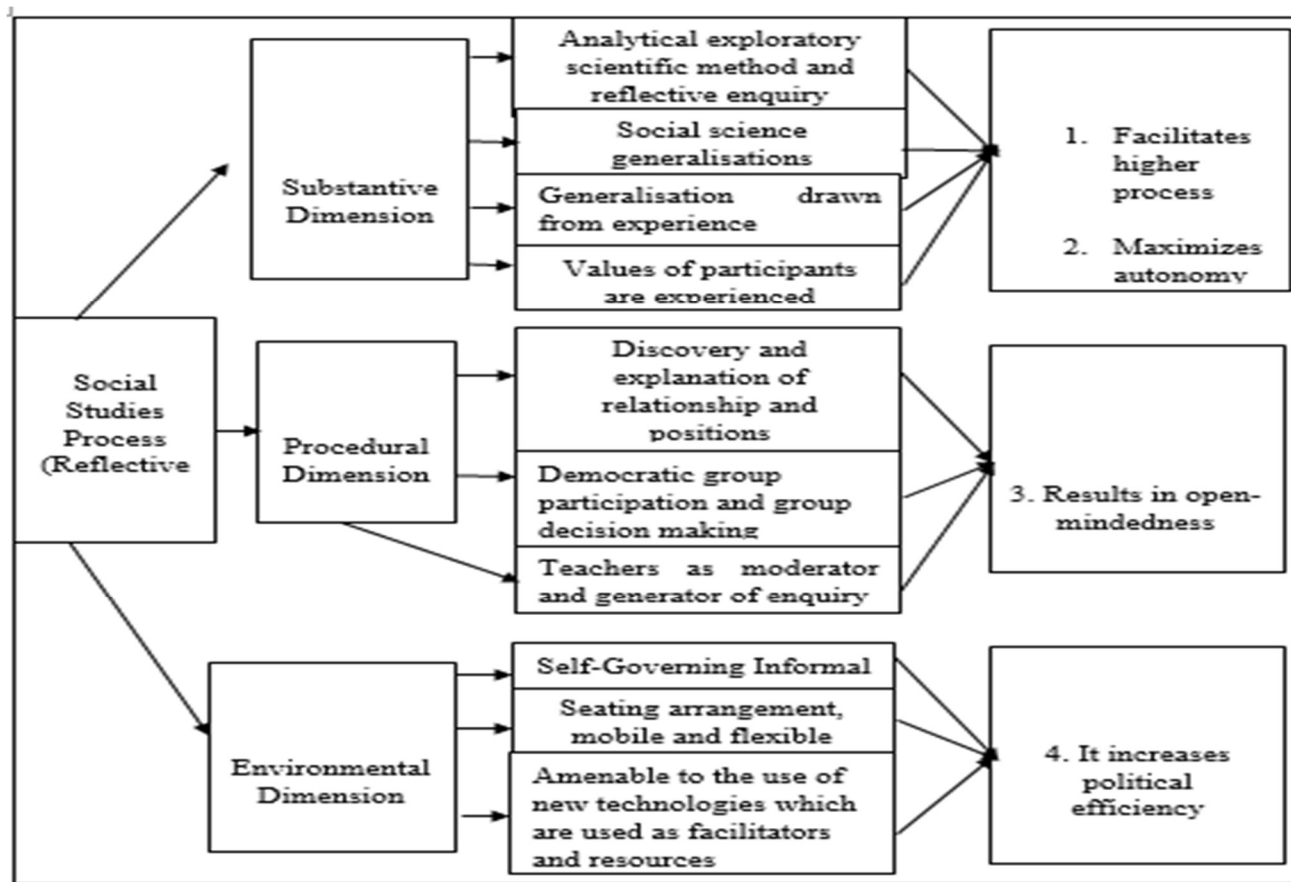 Analytical exploratory
scientific method and
reflective enquiry
Social science
generalisations
Generalisation drawn
from experience
Values of participants
are experienced
Substantive
Dimension
1. Facilitates
higher
process
2. Maximizes
autonomy
Social
Studies
Process
(Reflective
Procedural
Dimension
Discovery and
explanation of
relationship and
positions
Democratic group
participation and group
decision making
Teachers as moderator
and generator of enquiry
3. Results in open-
mindedness
Environmental
Dimension
Self-Governing Informal
Seating arrangement,
mobile and flexible
Amenable to the use of
new technologies which
are used as facilitators
and resources
4. It increases
political
efficiency